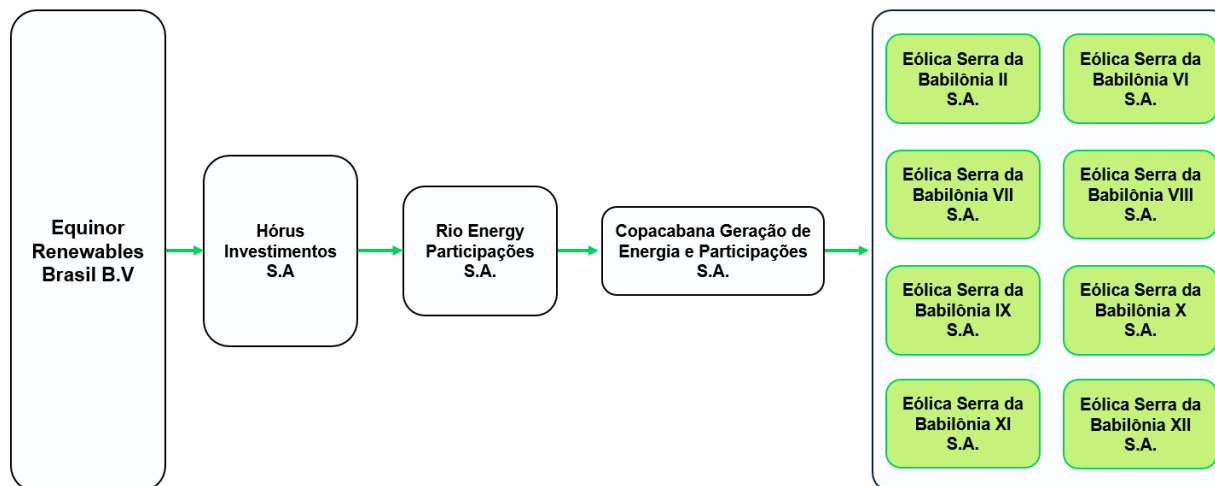 Equinor
Renewables
Brasil B.V
Hórus
Investimentos
S.A
Rio Energy
Participações
S.A.
Copacabana Geração de
Energia e Participações
S.A.
Eólica Serra da
Babilônia II
S.A.
Eólica Serra da
Babilônia VI
S.A.
Eólica Serra da
Babilônia VII
S.A.
Eólica Serra da
Babilônia VIII
S.A.
Eólica Serra da
Babilônia IX
S.A.
Eólica Serra da
Babilônia X
S.A.
Eólica Serra da
Babilônia XI
S.A.
Eólica Serra da
Babilônia XII
S.A.